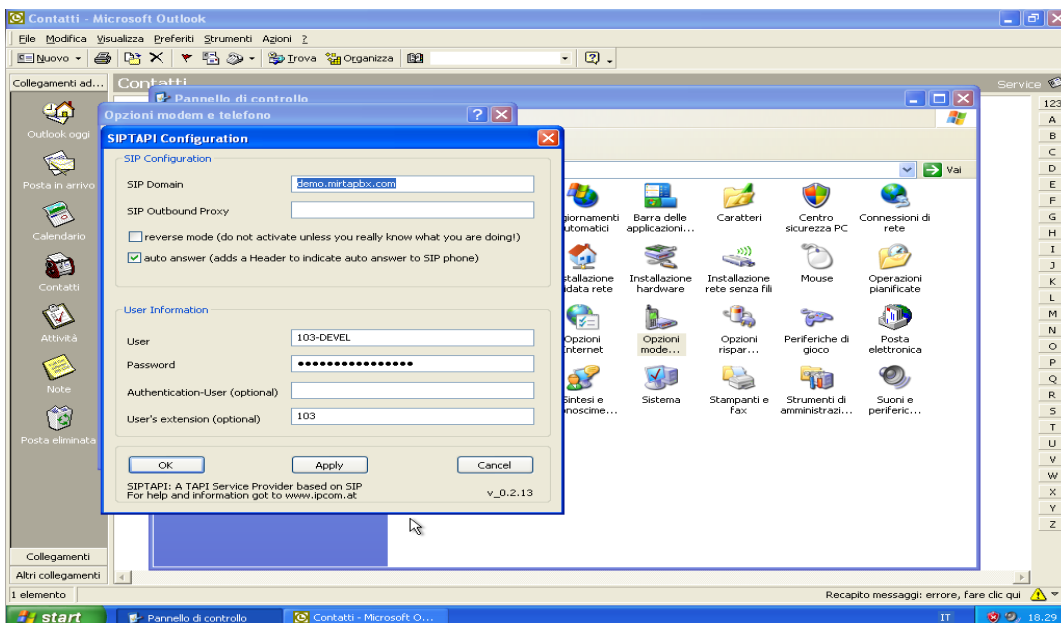 Contatti - Microsoft Outlook
File Modifica Visualizza Preferiti Strumenti Azioni ?
Nuovo Trova Organizza
Collegamenti ad... Contatti Service
Outlook oggi
Posta in arrivo
Calendario
Contatti
Attività
Note
Posta eliminata
Collegamenti
Altri collegamenti
Pannello di controllo
Opzioni modem e telefono
SIPTAPI Configuration
SIP Configuration
SIP Domain demo.mirtapbx.com
SIP Outbound Proxy
reverse mode (do not activate unless you really know what you are doing!)
auto answer (adds a Header to indicate auto answer to SIP phone)
User Information
User 103-DEVEL
Password ●●●●●●●●●●●●●●●●
Authentication-User (optional)
User's extension (optional) 103
OK Apply Cancel
SIPTAPI: A TAPI Service Provider based on SIP
For help and information got to www.ipcom.at v_0.2.13
Vai
Barra delle applicazioni...
Caratteri
Centro sicurezza PC
Connessioni di rete
Installazione hardware
Installazione rete senza fili
Mouse
Operazioni pianificate
Opzioni mode...
Opzioni rispar...
Periferiche di gioco
Posta elettronica
Sistema
Stampanti e fax
Strumenti di amministrazi...
Suoni e periferic...
123
A
B
C
D
E
F
G
H
I
J
K
L
M
N
O
P
Q
R
S
T
U
V
W
X
Y
Z
1 elemento Recapito messaggi: errore, fare clic qui
start Pannello di controllo Contatti - Microsoft O... IT 18.29